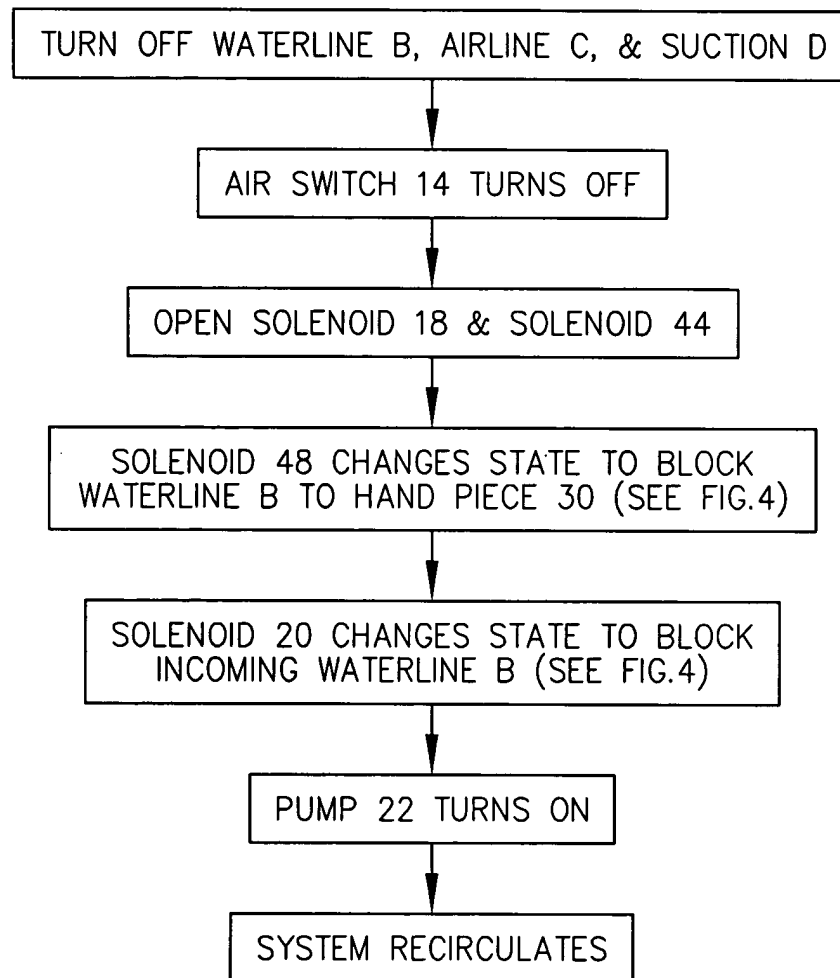 TURN OFF WATERLINE B, AIRLINE C, & SUCTION D
AIR SWITCH 14 TURNS OFF
OPEN SOLENOID 18 & SOLENOID 44
SOLENOID 48 CHANGES STATE TO BLOCK
WATERLINE B TO HAND PIECE 30 (SEE FIG.4)
SOLENOID 20 CHANGES STATE TO BLOCK
INCOMING WATERLINE B (SEE FIG.4)
PUMP 22 TURNS ON
SYSTEM RECIRCULATES